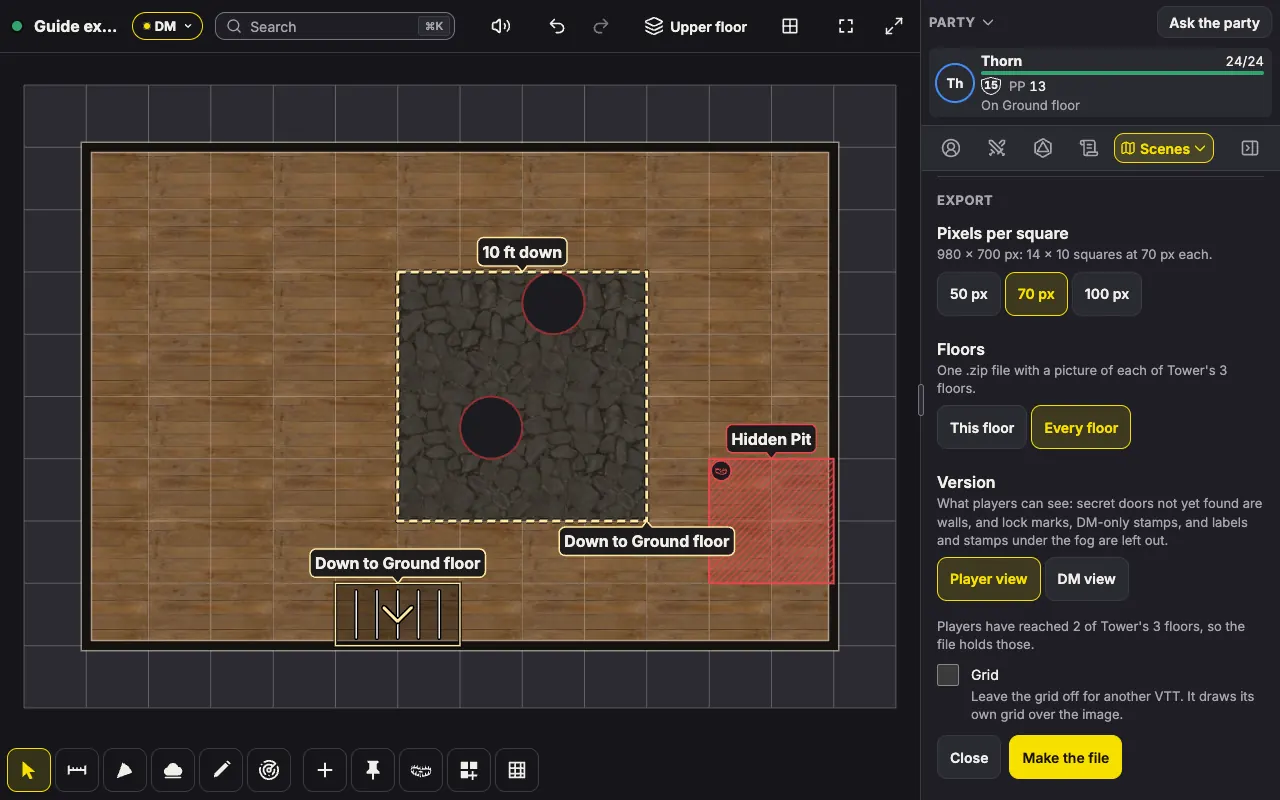 Guide ex...
DM
Search
⌘K
Upper floor
PARTY
Ask the party
Th
Thorn
24/24
15
PP 13
On Ground floor
Scenes
10 ft down
Hidden Pit
Down to Ground floor
Down to Ground floor
EXPORT
Pixels per square
980 × 700 px: 14 × 10 squares at 70 px each.
50 px
70 px
100 px
Floors
One .zip file with a picture of each of Tower's 3
floors.
This floor
Every floor
Version
What players can see: secret doors not yet found are
walls, and lock marks, DM-only stamps, and labels
and stamps under the fog are left out.
Player view
DM view
Players have reached 2 of Tower's 3 floors, so the
file holds those.
Grid
Leave the grid off for another VTT. It draws its
own grid over the image.
Close
Make the file